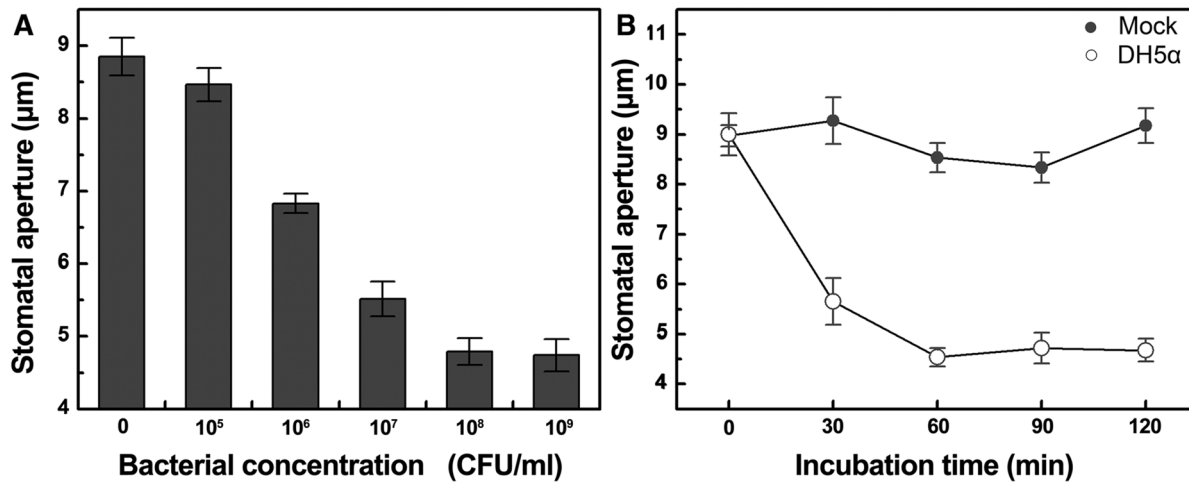 A
Stomatal aperture (μm)
9
8
7
6
5
4
0 10⁵ 10⁶ 10⁷ 10⁸ 10⁹
Bacterial concentration (CFU/ml)
B
Mock
DH5α
Stomatal aperture (μm)
11
10
9
8
7
6
5
4
0 30 60 90 120
Incubation time (min)